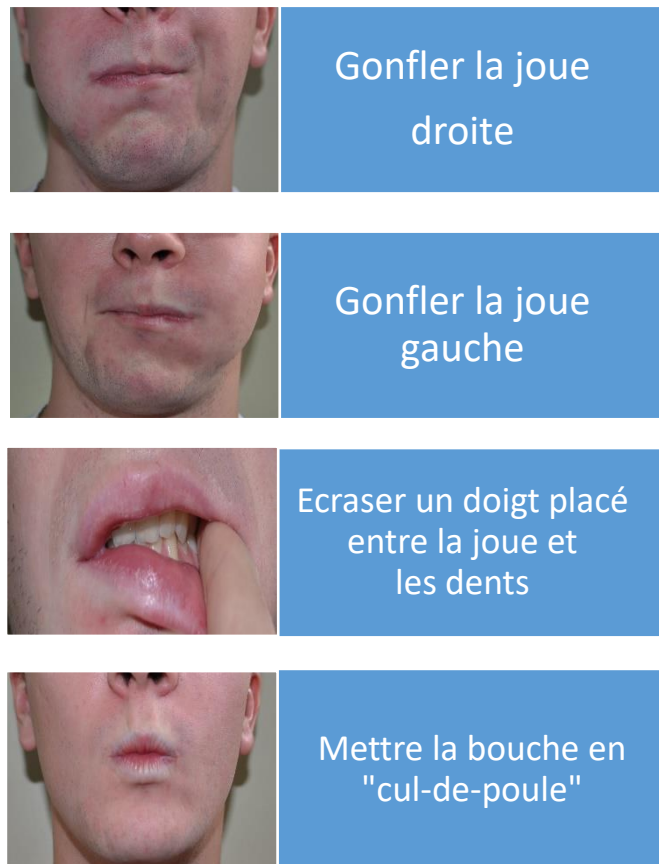 Gonfler la joue
droite
Gonfler la joue
gauche
Ecraser un doigt placé
entre la joue et
les dents
Mettre la bouche en
"cul-de-poule"